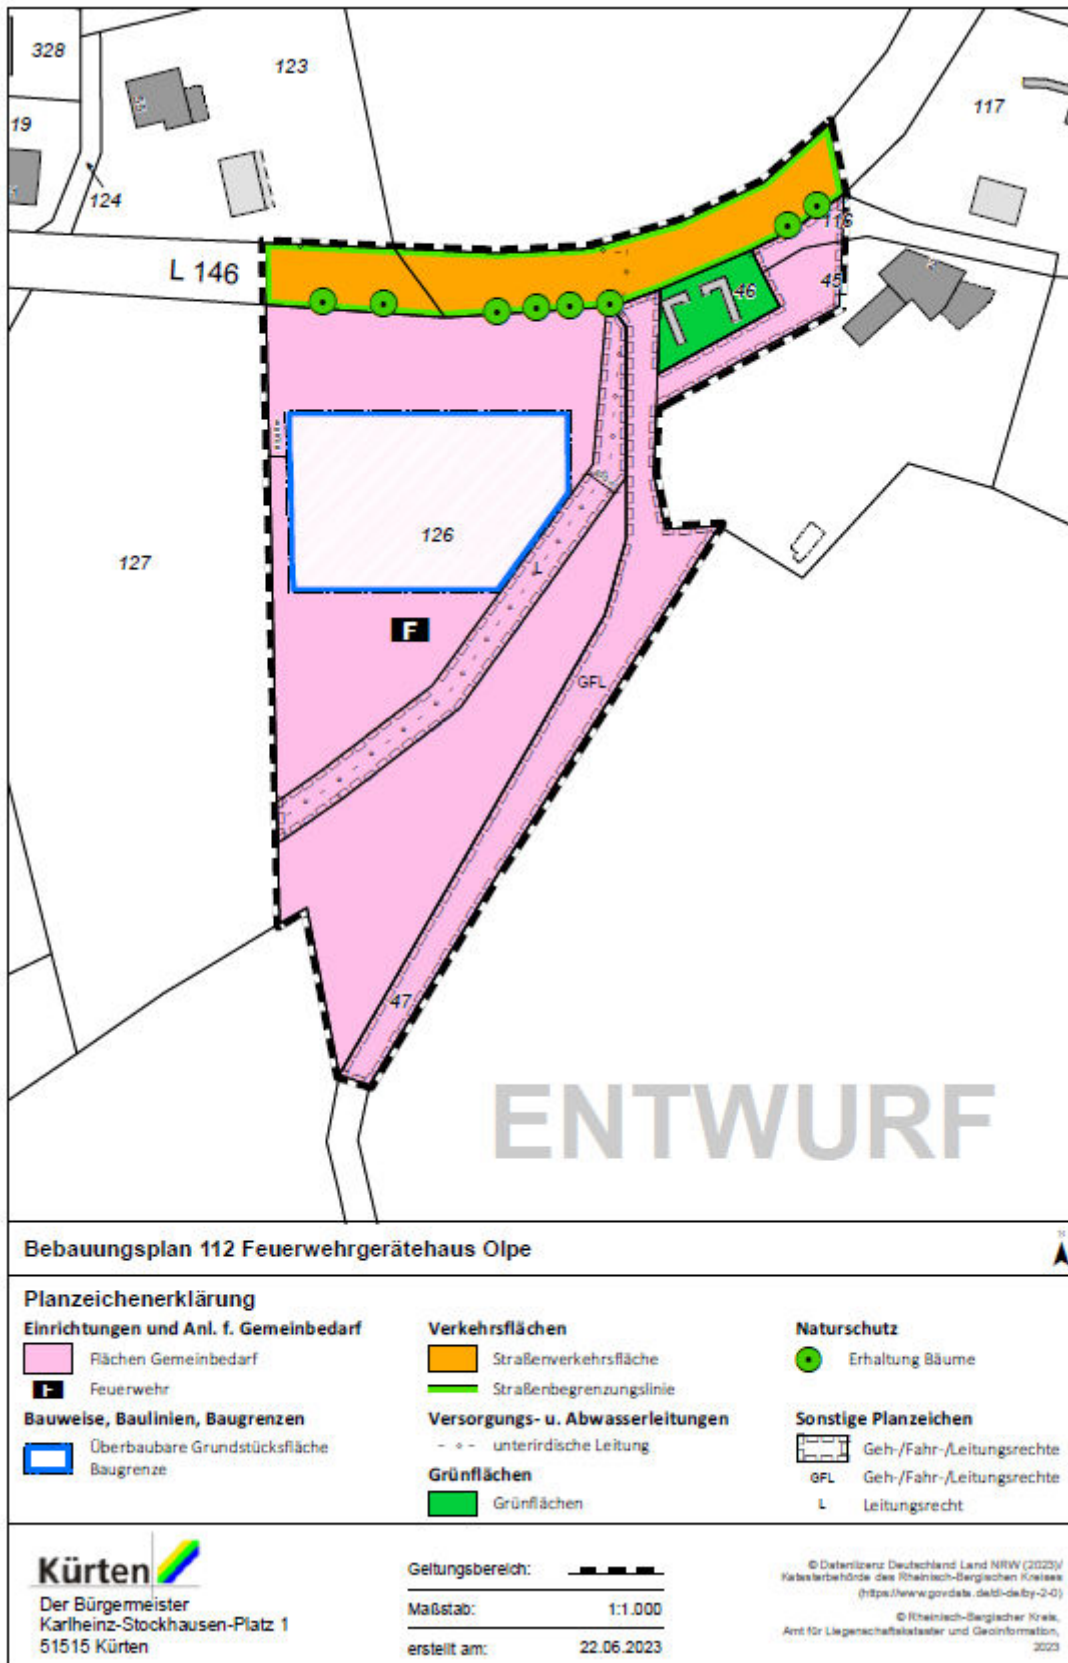 328
123
117
19
124
L 146
116
45
46
127
126
L
F
GFL
47
ENTWURF
Bebauungsplan 112 Feuerwehrgerätehaus Olpe
Planzeichenerklärung
Einrichtungen und Anl. f. Gemeinbedarf
Flächen Gemeinbedarf
F Feuerwehr
Bauweise, Baulinien, Baugrenzen
Überbaubare Grundstücksfläche
Baugrenze
Verkehrsflächen
Straßenverkehrsfläche
Straßenbegrenzungslinie
Versorgungs- u. Abwasserleitungen
unterirdische Leitung
Grünflächen
Grünflächen
Naturschutz
Erhaltung Bäume
Sonstige Planzeichen
Geh-/Fahr-/Leitungsrechte
GFL Geh-/Fahr-/Leitungsrechte
L Leitungsrecht
Kürten
Der Bürgermeister
Karlheinz-Stockhausen-Platz 1
51515 Kürten
Geltungsbereich:
Maßstab: 1:1.000
erstellt am: 22.06.2023
© Datenlizenz Deutschland Land NRW (2023)/
Katasterbehörde des Rheinisch-Bergischen Kreises
(https://www.govdata.de/dl-de/by-2-0)
© Rheinisch-Bergischer Kreis,
Amt für Liegenschaftskataster und Geoinformation,
2023